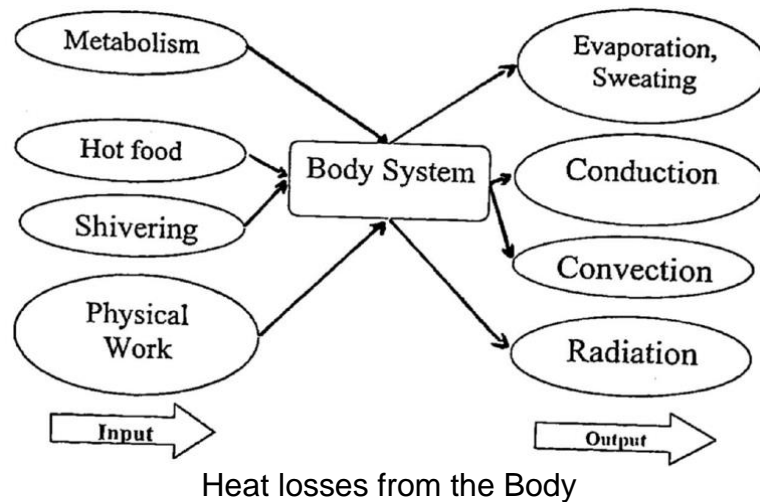 Metabolism
Hot food
Shivering
Physical
Work
Input
Body System
Evaporation,
Sweating
Conduction
Convection
Radiation
Output
Heat losses from the Body